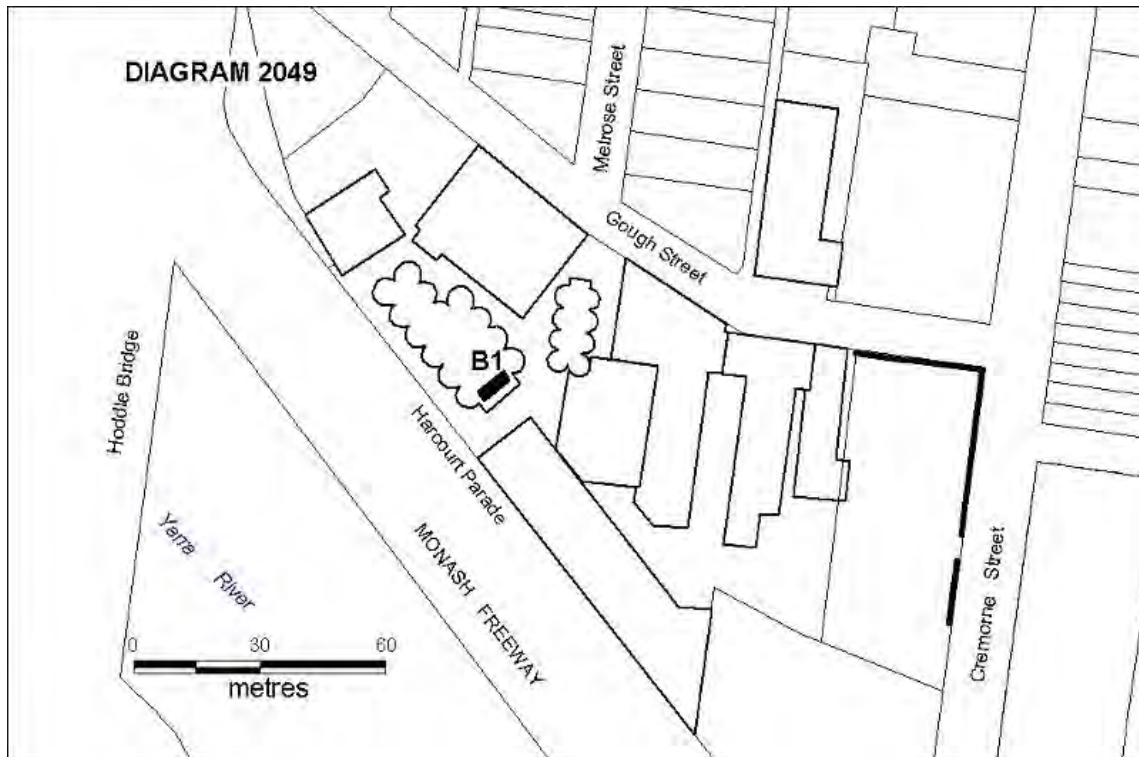 DIAGRAM 2049
Melrose Street
Gough Street
B1
Hoddle Bridge
Harcourt Parade
MONASH FREEWAY
Yarra River
Cremorne Street
0 30 60
metres